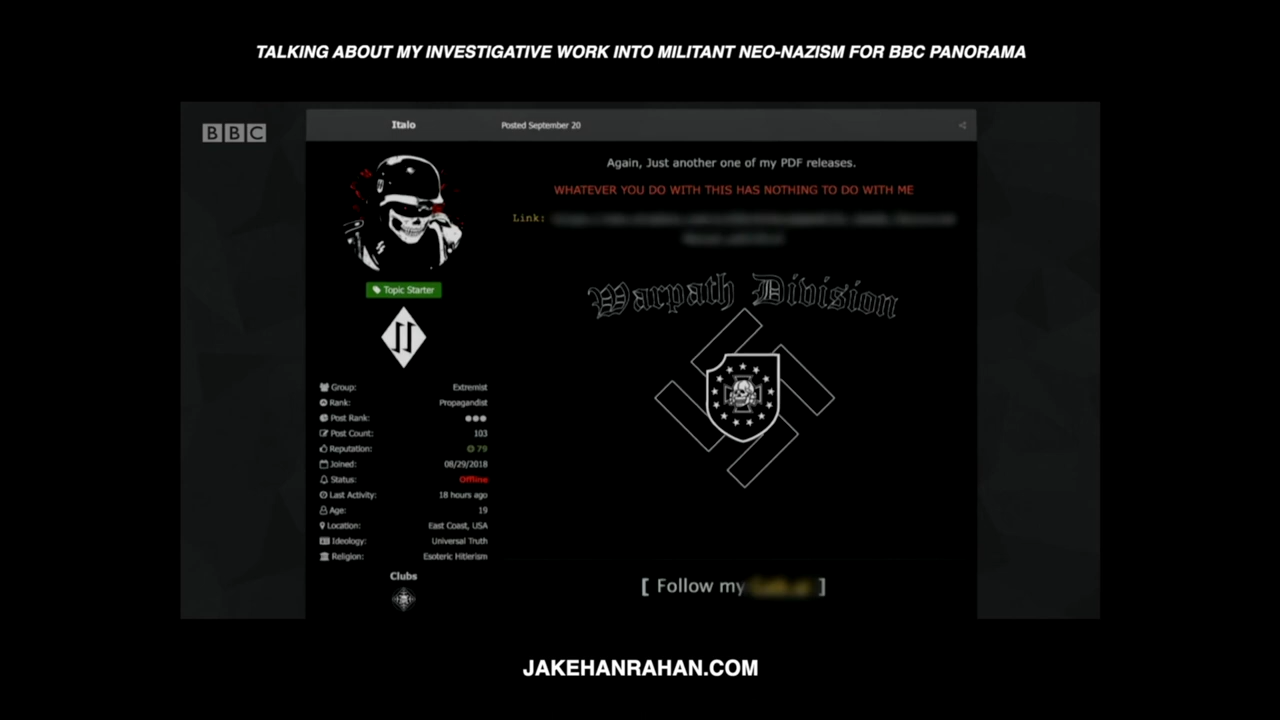 TALKING ABOUT MY INVESTIGATIVE WORK INTO MILITANT NEO-NAZISM FOR BBC PANORAMA
BBC
Italo
Posted September 20
Again, Just another one of my PDF releases.
WHATEVER YOU DO WITH THIS HAS NOTHING TO DO WITH ME
Link:
Topic Starter
Warpath Division
Group: Extremist
Rank: Propagandist
Post Rank:
Post Count: 103
Reputation: 79
Joined: 08/29/2018
Status: Offline
Last Activity: 18 hours ago
Age: 19
Location: East Coast, USA
Ideology: Universal Truth
Religion: Esoteric Hitlerism
Clubs
[ Follow my ]
JAKEHANRAHAN.COM